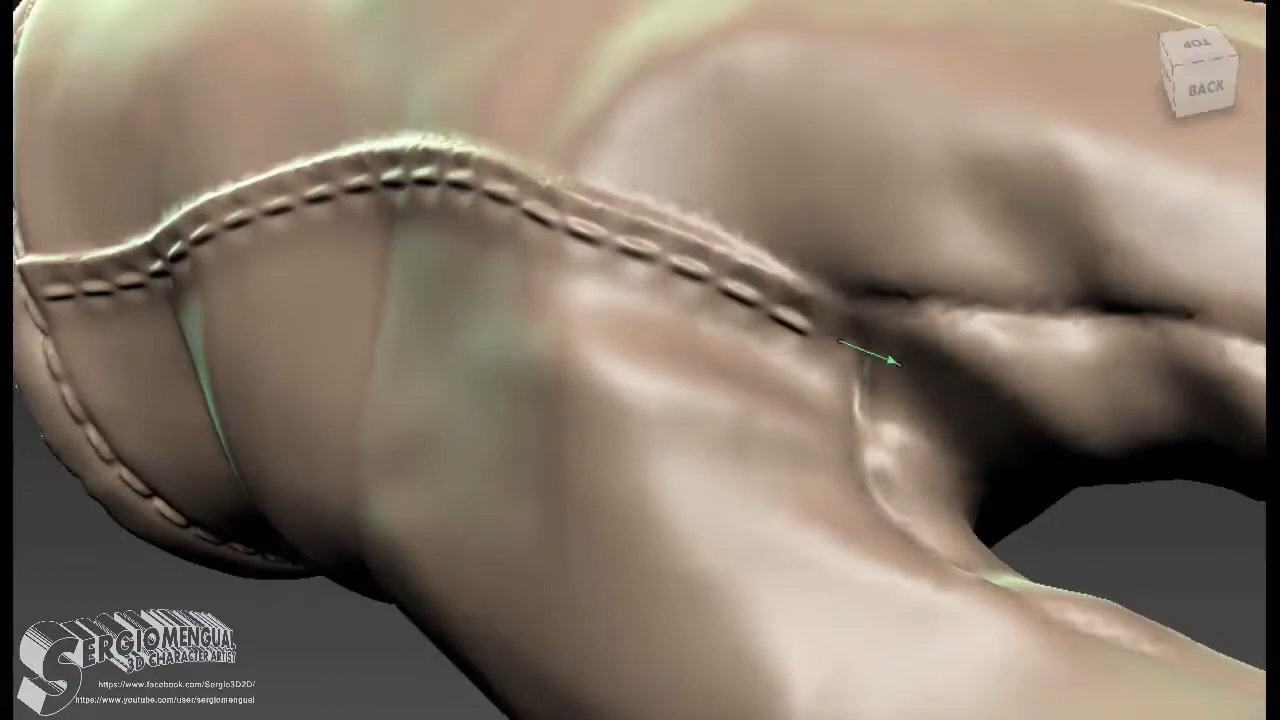 TOP
BACK
SERGIOMENGUAL
3D CHARACTER ARTIST
https://www.facebook.com/Sergio3D2D/
https://www.youtube.com/user/sergiomengual